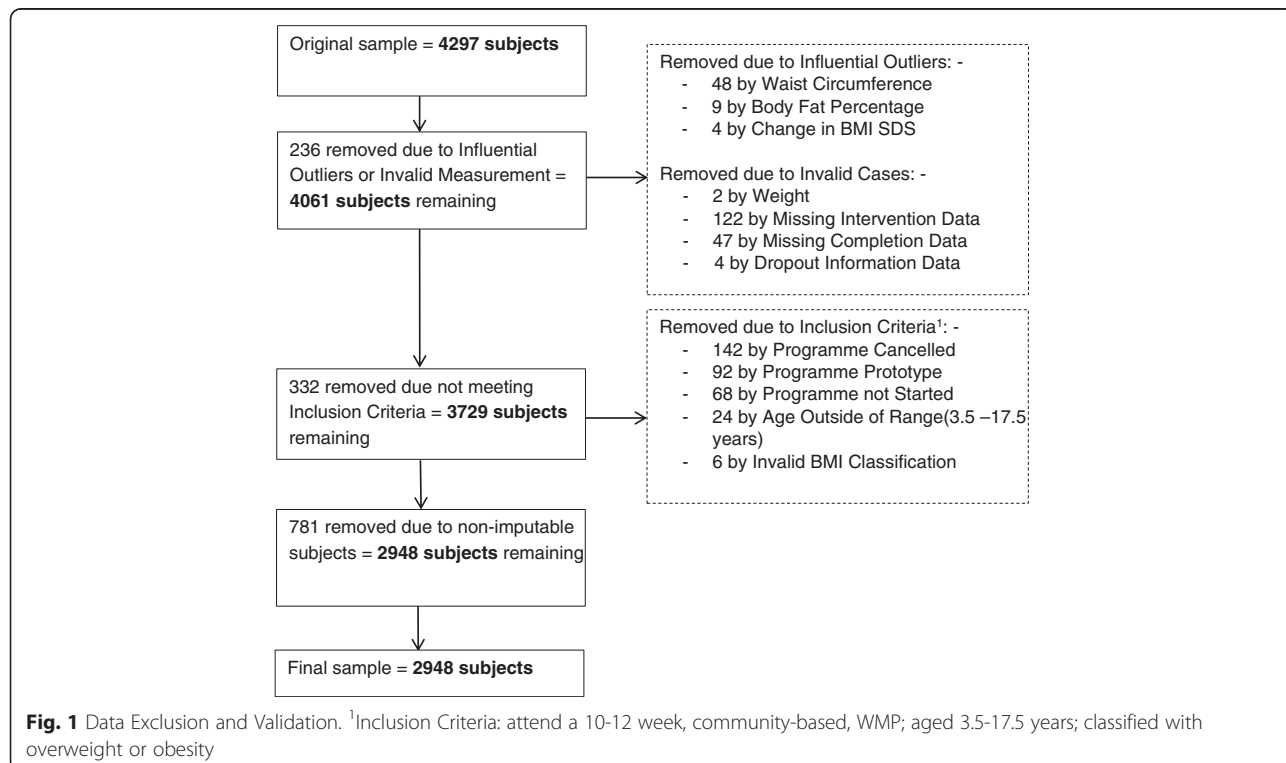 Original sample = 4297 subjects
236 removed due to Influential
Outliers or Invalid Measurement =
4061 subjects remaining
Removed due to Influential Outliers: -
- 48 by Waist Circumference
- 9 by Body Fat Percentage
- 4 by Change in BMI SDS
Removed due to Invalid Cases: -
- 2 by Weight
- 122 by Missing Intervention Data
- 47 by Missing Completion Data
- 4 by Dropout Information Data
332 removed due not meeting
Inclusion Criteria = 3729 subjects
remaining
Removed due to Inclusion Criteria¹: -
- 142 by Programme Cancelled
- 92 by Programme Prototype
- 68 by Programme not Started
- 24 by Age Outside of Range(3.5 –17.5
years)
- 6 by Invalid BMI Classification
781 removed due to non-imputable
subjects = 2948 subjects remaining
Final sample = 2948 subjects
Fig. 1 Data Exclusion and Validation. ¹Inclusion Criteria: attend a 10-12 week, community-based, WMP; aged 3.5-17.5 years; classified with
overweight or obesity